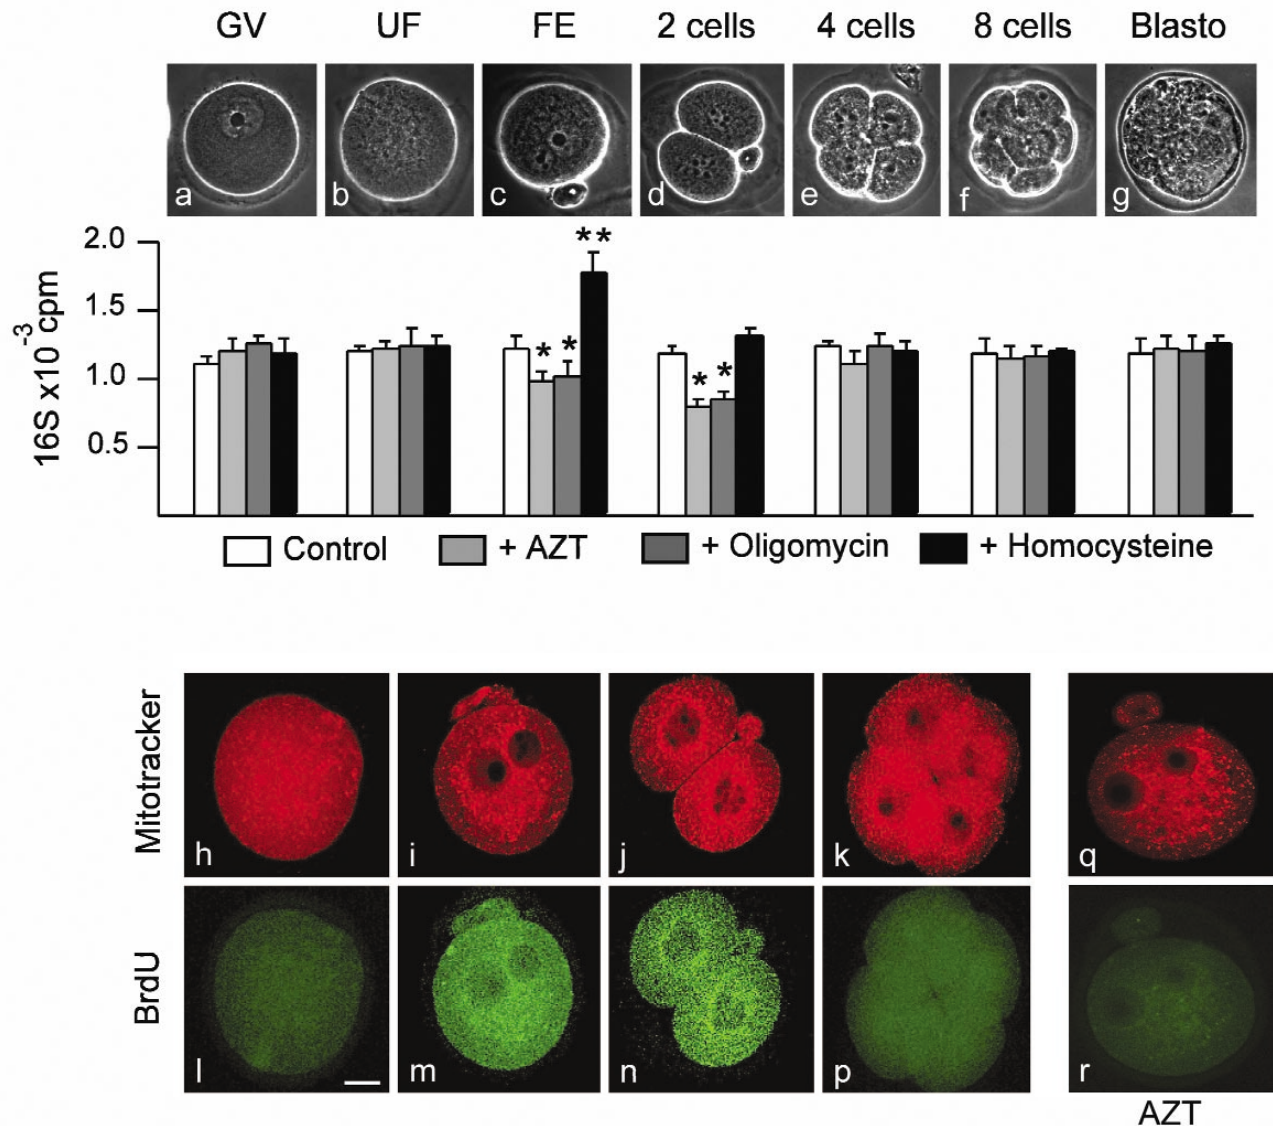 GV UF FE 2 cells 4 cells 8 cells Blasto
a b c d e f g
2.0
1.5
1.0
0.5
16S x10-3 cpm
* * **
* *
Control + AZT + Oligomycin + Homocysteine
Mitotracker
h i j k q
BrdU
l m n p r
AZT